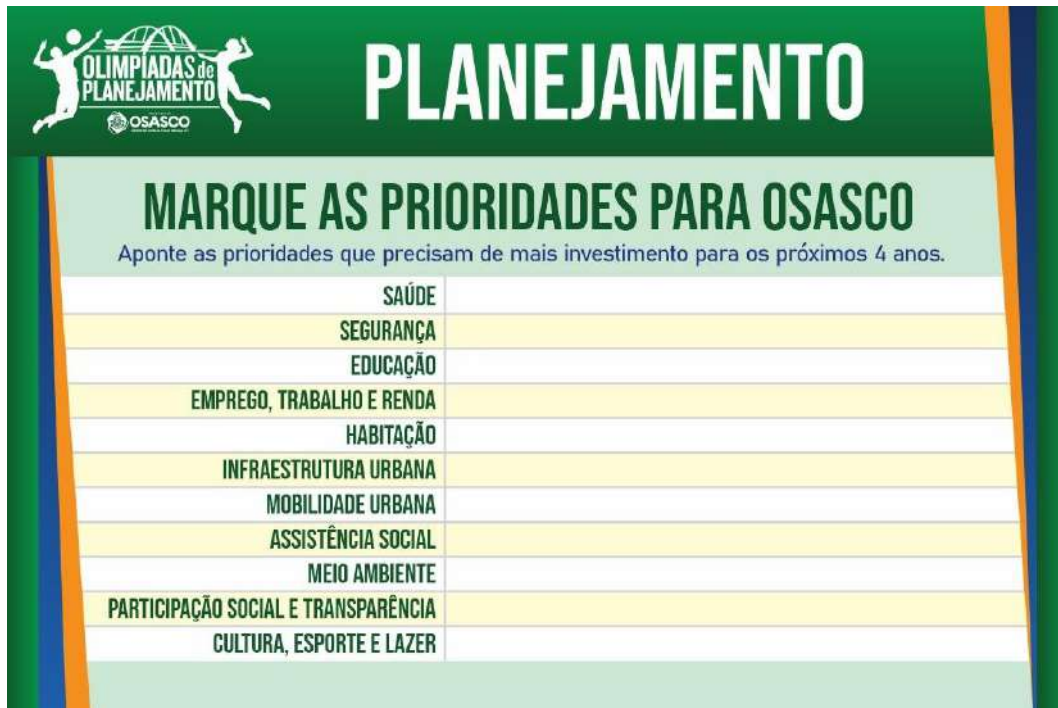 OLIMPÍADAS de
PLANEJAMENTO
OSASCO
PLANEJAMENTO
MARQUE AS PRIORIDADES PARA OSASCO
Aponte as prioridades que precisam de mais investimento para os próximos 4 anos.
SAÚDE
SEGURANÇA
EDUCAÇÃO
EMPREGO, TRABALHO E RENDA
HABITAÇÃO
INFRAESTRUTURA URBANA
MOBILIDADE URBANA
ASSISTÊNCIA SOCIAL
MEIO AMBIENTE
PARTICIPAÇÃO SOCIAL E TRANSPARÊNCIA
CULTURA, ESPORTE E LAZER